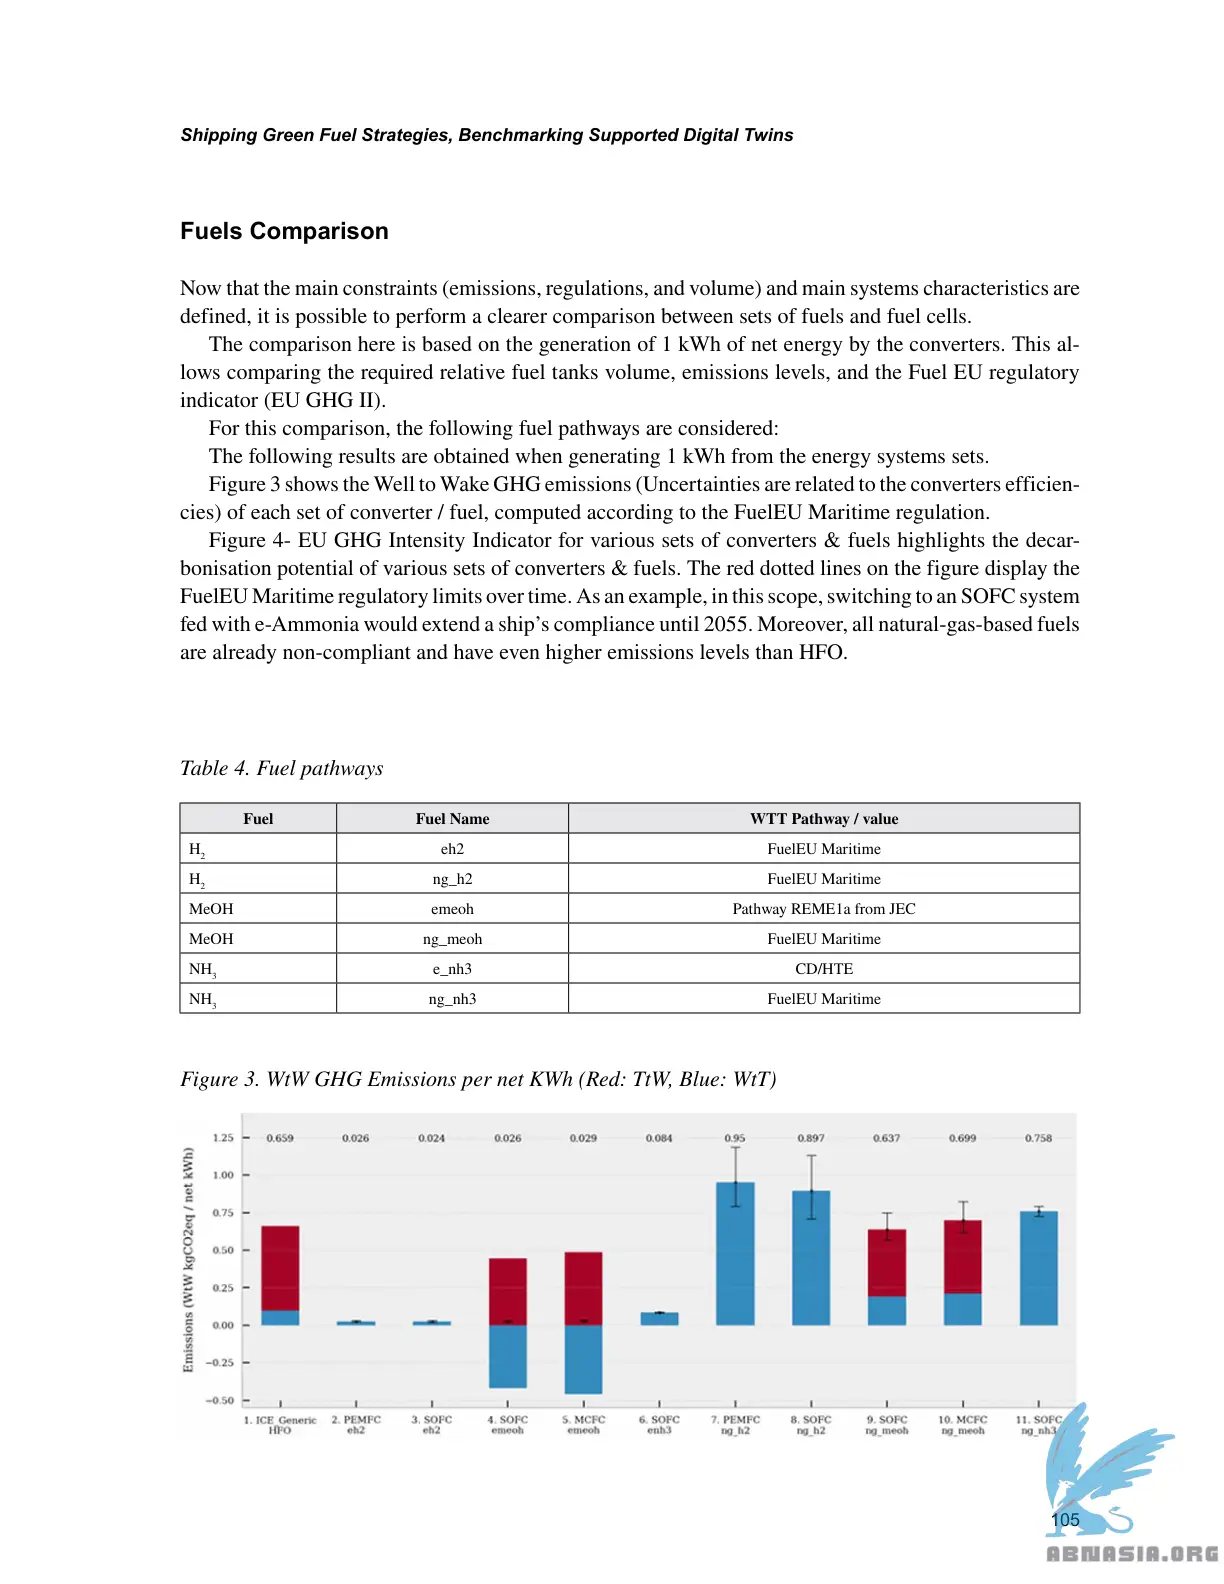 Shipping Green Fuel Strategies, Benchmarking Supported Digital Twins
Fuels Comparison
Now that the main constraints (emissions, regulations, and volume) and main systems characteristics are
defined, it is possible to perform a clearer comparison between sets of fuels and fuel cells.
The comparison here is based on the generation of 1 kWh of net energy by the converters. This al-
lows comparing the required relative fuel tanks volume, emissions levels, and the Fuel EU regulatory
indicator (EU GHG II).
For this comparison, the following fuel pathways are considered:
The following results are obtained when generating 1 kWh from the energy systems sets.
Figure 3 shows the Well to Wake GHG emissions (Uncertainties are related to the converters efficien-
cies) of each set of converter / fuel, computed according to the FuelEU Maritime regulation.
Figure 4- EU GHG Intensity Indicator for various sets of converters & fuels highlights the decar-
bonisation potential of various sets of converters & fuels. The red dotted lines on the figure display the
FuelEU Maritime regulatory limits over time. As an example, in this scope, switching to an SOFC system
fed with e-Ammonia would extend a ship’s compliance until 2055. Moreover, all natural-gas-based fuels
are already non-compliant and have even higher emissions levels than HFO.
Table 4. Fuel pathways
Fuel Fuel Name WTT Pathway / value
H2 eh2 FuelEU Maritime
H2 ng_h2 FuelEU Maritime
MeOH emeoh Pathway REME1a from JEC
MeOH ng_meoh FuelEU Maritime
NH3 e_nh3 CD/HTE
NH3 ng_nh3 FuelEU Maritime
Figure 3. WtW GHG Emissions per net KWh (Red: TtW, Blue: WtT)
Emissions (WtW kgCO2eq / net kWh)
1.25 0.659 0.026 0.024 0.026 0.029 0.084 0.95 0.897 0.637 0.699 0.758
1.00
0.75
0.50
0.25
0.00
−0.25
−0.50
1. ICE_Generic 2. PEMFC 3. SOFC 4. SOFC 5. MCFC 6. SOFC 7. PEMFC 8. SOFC 9. SOFC 10. MCFC 11. SOFC
HFO eh2 eh2 emeoh emeoh enh3 ng_h2 ng_h2 ng_meoh ng_meoh ng_nh3
105
ABNASIA.ORG